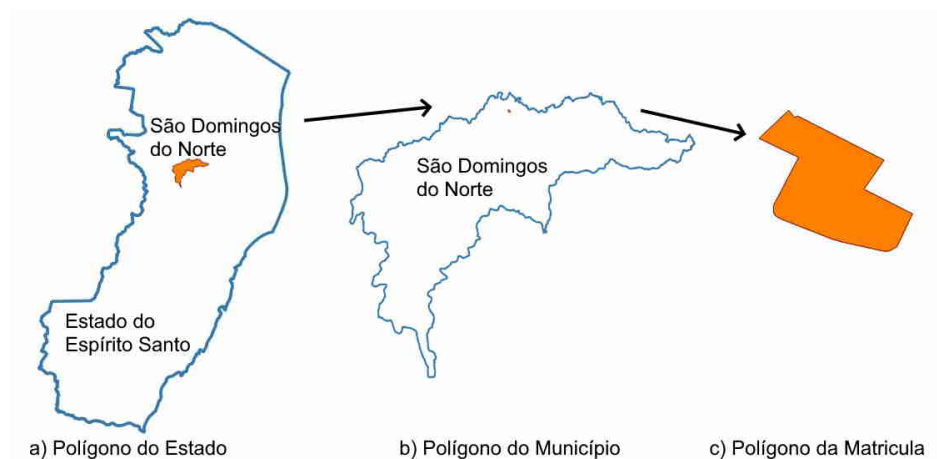 São Domingos
do Norte
Estado do
Espírito Santo
a) Polígono do Estado
São Domingos
do Norte
b) Polígono do Município
c) Polígono da Matricula